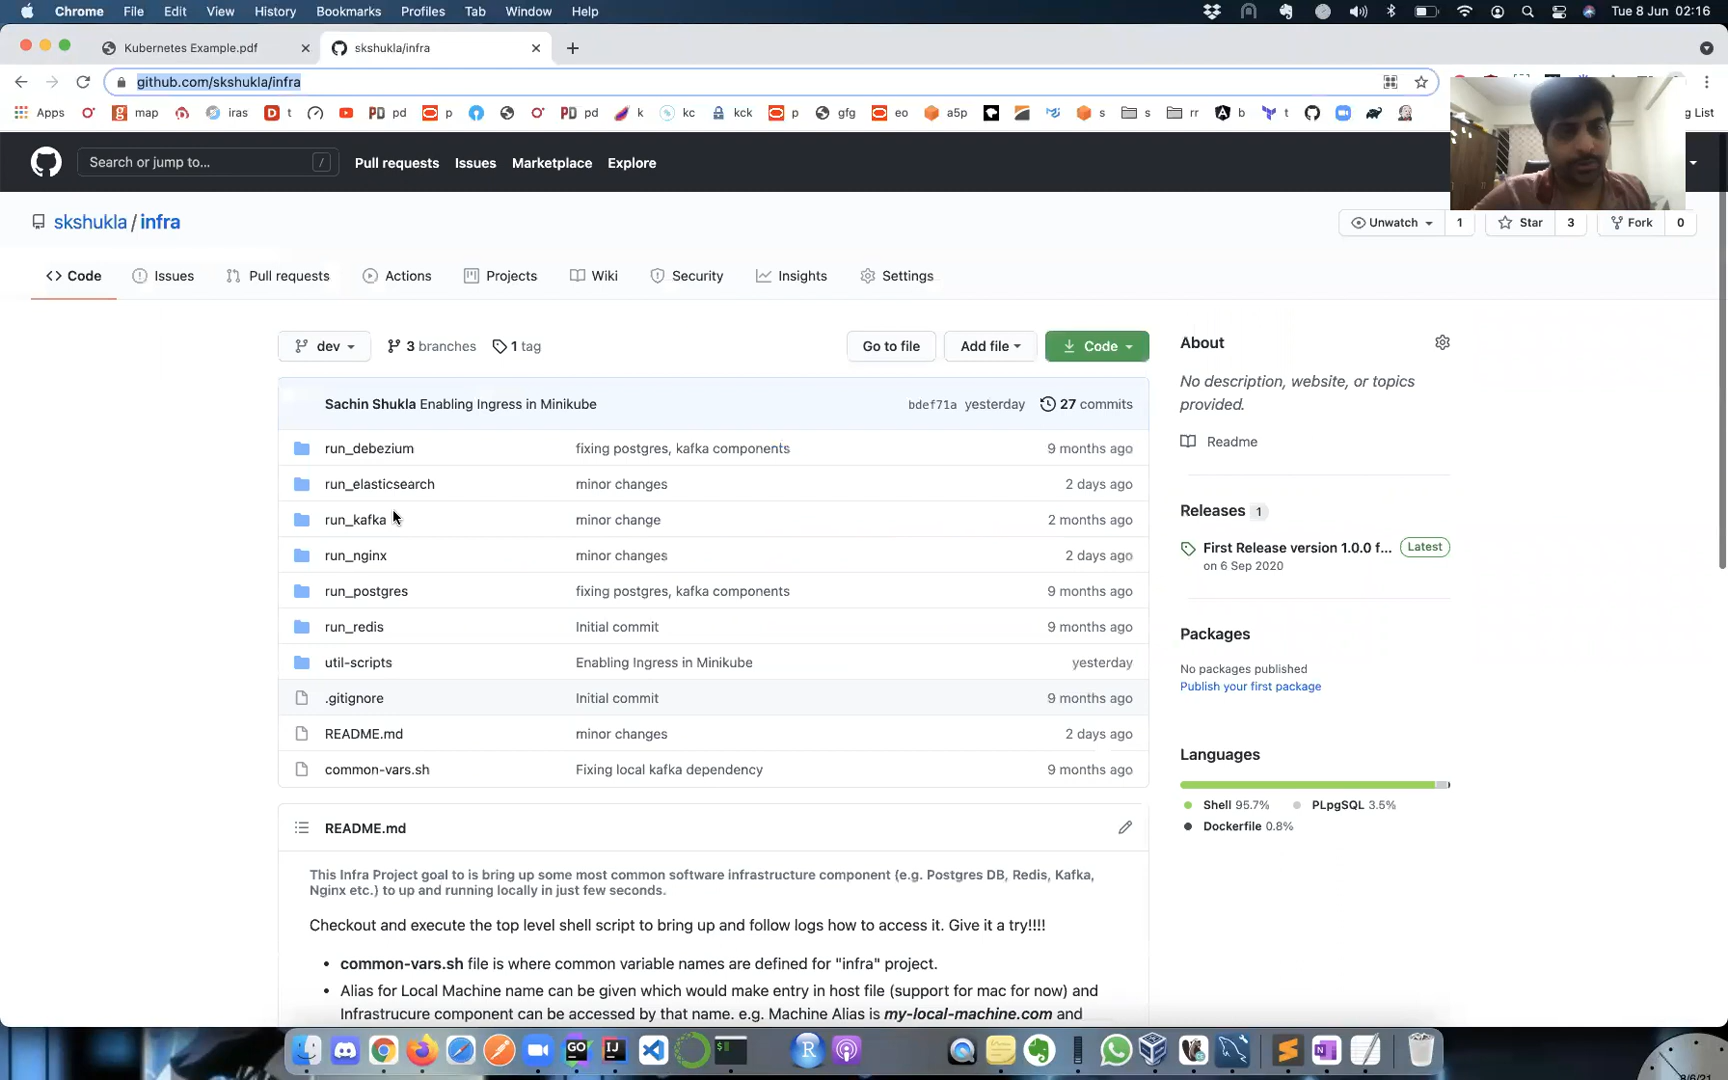 Chrome File Edit View History Bookmarks Profiles Tab Window Help Tue 8 Jun 02:16
Kubernetes Example.pdf skshukla/infra
github.com/skshukla/infra
Apps map iras t PD pd p PD pd k kc kck p gfg eo a5p s s rr b t g List
Search or jump to... / Pull requests Issues Marketplace Explore
skshukla / infra Unwatch 1 Star 3 Fork 0
<> Code Issues Pull requests Actions Projects Wiki Security Insights Settings
dev 3 branches 1 tag Go to file Add file Code
Sachin Shukla Enabling Ingress in Minikube bdef71a yesterday 27 commits
run_debezium fixing postgres, kafka components 9 months ago
run_elasticsearch minor changes 2 days ago
run_kafka minor change 2 months ago
run_nginx minor changes 2 days ago
run_postgres fixing postgres, kafka components 9 months ago
run_redis Initial commit 9 months ago
util-scripts Enabling Ingress in Minikube yesterday
.gitignore Initial commit 9 months ago
README.md minor changes 2 days ago
common-vars.sh Fixing local kafka dependency 9 months ago
About
No description, website, or topics
provided.
Readme
Releases 1
First Release version 1.0.0 f... Latest
on 6 Sep 2020
Packages
No packages published
Publish your first package
Languages
Shell 95.7% PLpgSQL 3.5%
Dockerfile 0.8%
README.md
This Infra Project goal to is bring up some most common software infrastructure component (e.g. Postgres DB, Redis, Kafka,
Nginx etc.) to up and running locally in just few seconds.
Checkout and execute the top level shell script to bring up and follow logs how to access it. Give it a try!!!!
• common-vars.sh file is where common variable names are defined for "infra" project.
• Alias for Local Machine name can be given which would make entry in host file (support for mac for now) and
Infrastrucure component can be accessed by that name. e.g. Machine Alias is my-local-machine.com and